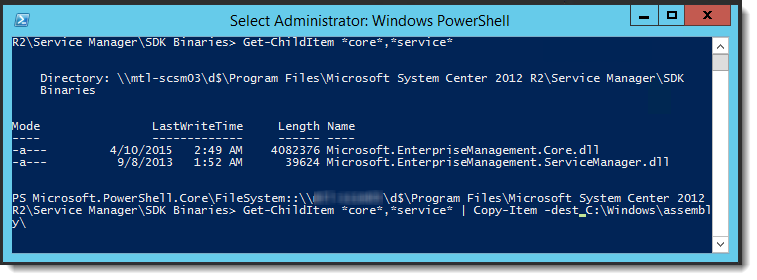 Select Administrator: Windows PowerShell
R2\Service Manager\SDK Binaries> Get-ChildItem *core*,*service*
Directory: \\mtl-scsm03\d$\Program Files\Microsoft System Center 2012 R2\Service Manager\SDK
Binaries
Mode LastWriteTime Length Name
---- ------------- ------ ----
-a--- 4/10/2015 2:49 AM 4082376 Microsoft.EnterpriseManagement.Core.dll
-a--- 9/8/2013 1:52 AM 39624 Microsoft.EnterpriseManagement.ServiceManager.dll
PS Microsoft.PowerShell.Core\FileSystem::\\ \d$\Program Files\Microsoft System Center 2012
R2\Service Manager\SDK Binaries> Get-ChildItem *core*,*service* | Copy-Item -dest C:\Windows\assembl
y\